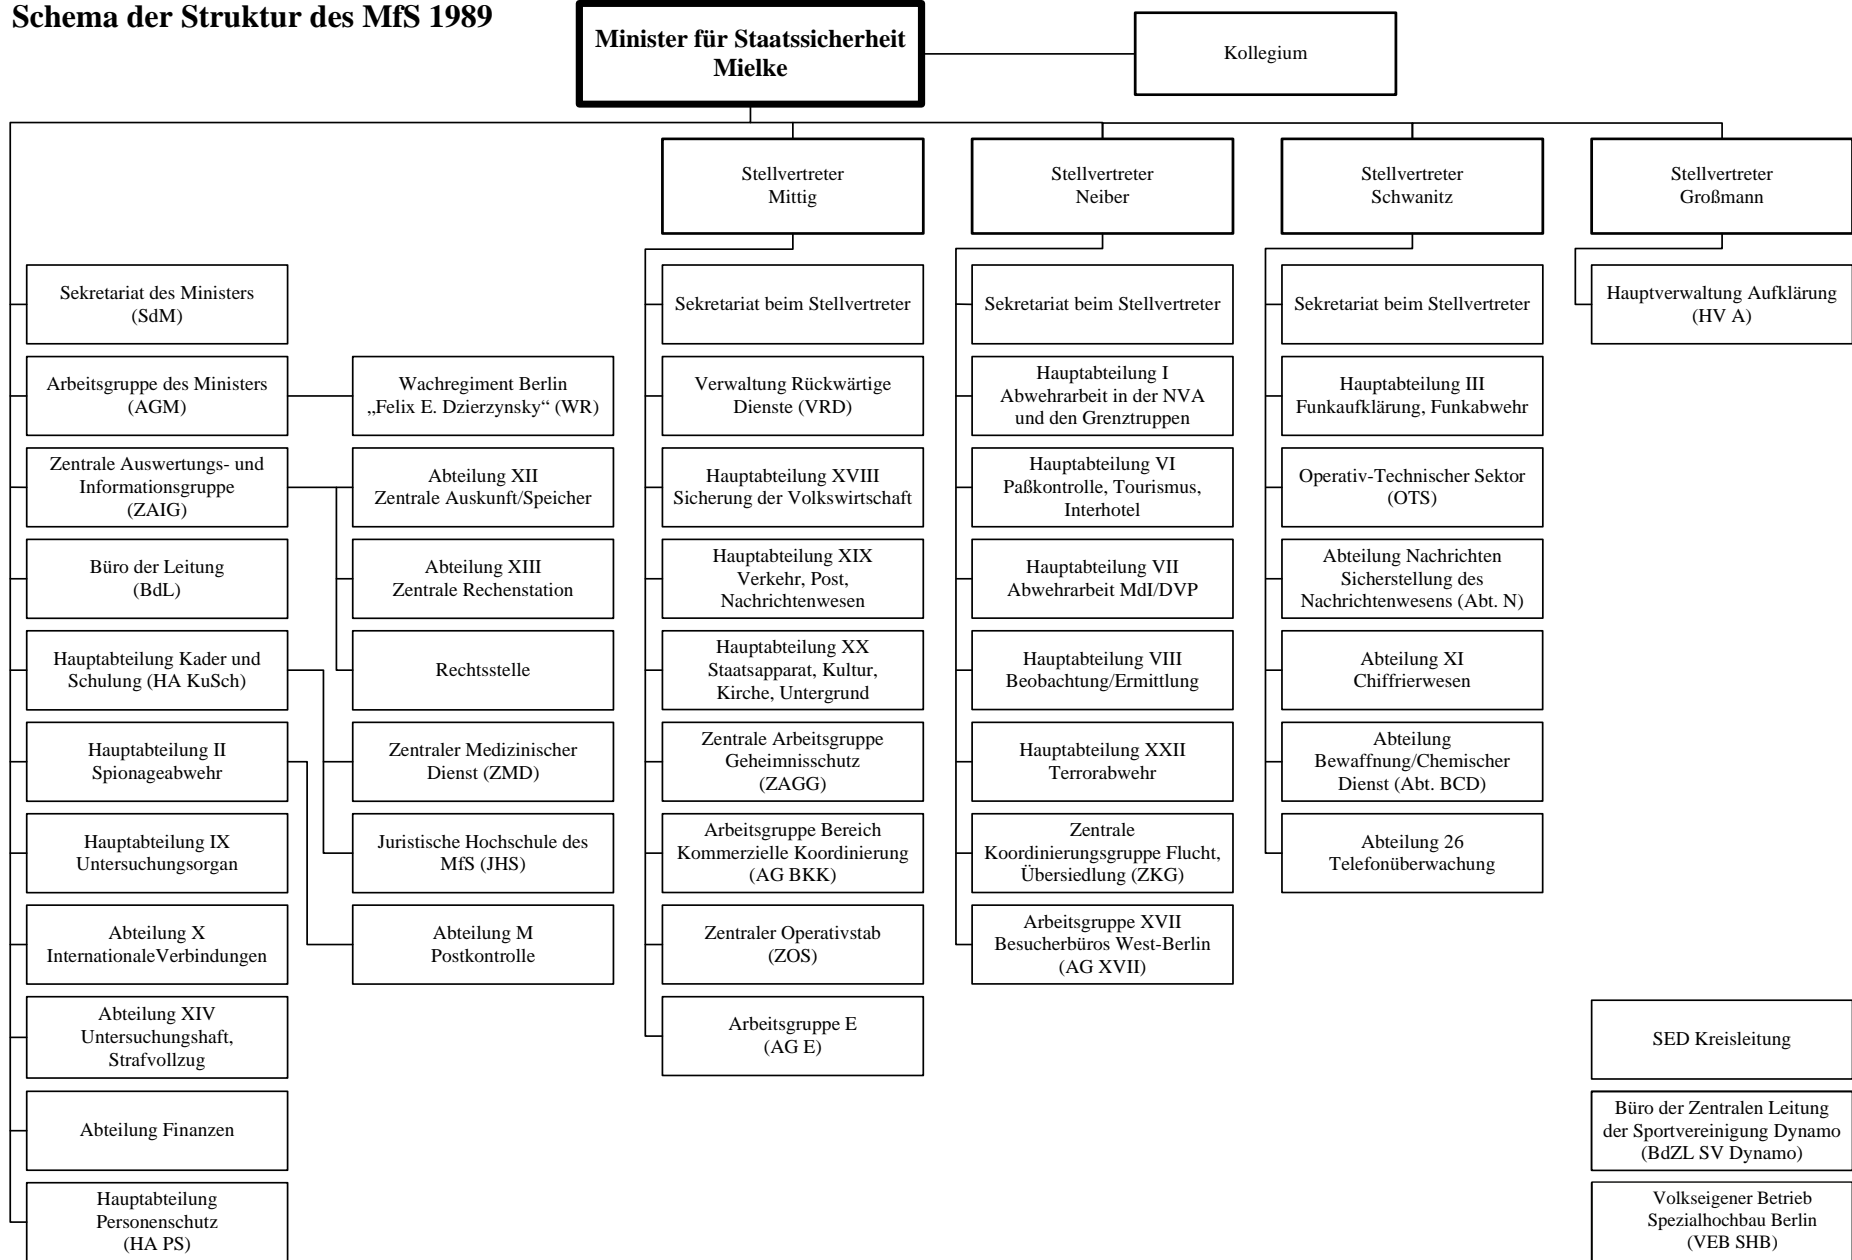 Schema der Struktur des MfS 1989
Minister für Staatssicherheit
Mielke
Kollegium
Stellvertreter
Mittig
Stellvertreter
Neiber
Stellvertreter
Schwanitz
Stellvertreter
Großmann
Sekretariat des Ministers
(SdM)
Arbeitsgruppe des Ministers
(AGM)
Zentrale Auswertungs- und
Informationsgruppe
(ZAIG)
Büro der Leitung
(BdL)
Hauptabteilung Kader und
Schulung (HA KuSch)
Hauptabteilung II
Spionageabwehr
Hauptabteilung IX
Untersuchungsorgan
Abteilung X
InternationaleVerbindungen
Abteilung XIV
Untersuchungshaft,
Strafvollzug
Abteilung Finanzen
Hauptabteilung
Personenschutz
(HA PS)
Wachregiment Berlin
„Felix E. Dzierzynsky“ (WR)
Abteilung XII
Zentrale Auskunft/Speicher
Abteilung XIII
Zentrale Rechenstation
Rechtsstelle
Zentraler Medizinischer
Dienst (ZMD)
Juristische Hochschule des
MfS (JHS)
Abteilung M
Postkontrolle
Sekretariat beim Stellvertreter
Verwaltung Rückwärtige
Dienste (VRD)
Hauptabteilung XVIII
Sicherung der Volkswirtschaft
Hauptabteilung XIX
Verkehr, Post,
Nachrichtenwesen
Hauptabteilung XX
Staatsapparat, Kultur,
Kirche, Untergrund
Zentrale Arbeitsgruppe
Geheimnisschutz
(ZAGG)
Arbeitsgruppe Bereich
Kommerzielle Koordinierung
(AG BKK)
Zentraler Operativstab
(ZOS)
Arbeitsgruppe E
(AG E)
Sekretariat beim Stellvertreter
Hauptabteilung I
Abwehrarbeit in der NVA
und den Grenztruppen
Hauptabteilung VI
Paßkontrolle, Tourismus,
Interhotel
Hauptabteilung VII
Abwehrarbeit MdI/DVP
Hauptabteilung VIII
Beobachtung/Ermittlung
Hauptabteilung XXII
Terrorabwehr
Zentrale
Koordinierungsgruppe Flucht,
Übersiedlung (ZKG)
Arbeitsgruppe XVII
Besucherbüros West-Berlin
(AG XVII)
Sekretariat beim Stellvertreter
Hauptabteilung III
Funkaufklärung, Funkabwehr
Operativ-Technischer Sektor
(OTS)
Abteilung Nachrichten
Sicherstellung des
Nachrichtenwesens (Abt. N)
Abteilung XI
Chiffrierwesen
Abteilung
Bewaffnung/Chemischer
Dienst (Abt. BCD)
Abteilung 26
Telefonüberwachung
Hauptverwaltung Aufklärung
(HV A)
SED Kreisleitung
Büro der Zentralen Leitung
der Sportvereinigung Dynamo
(BdZL SV Dynamo)
Volkseigener Betrieb
Spezialhochbau Berlin
(VEB SHB)